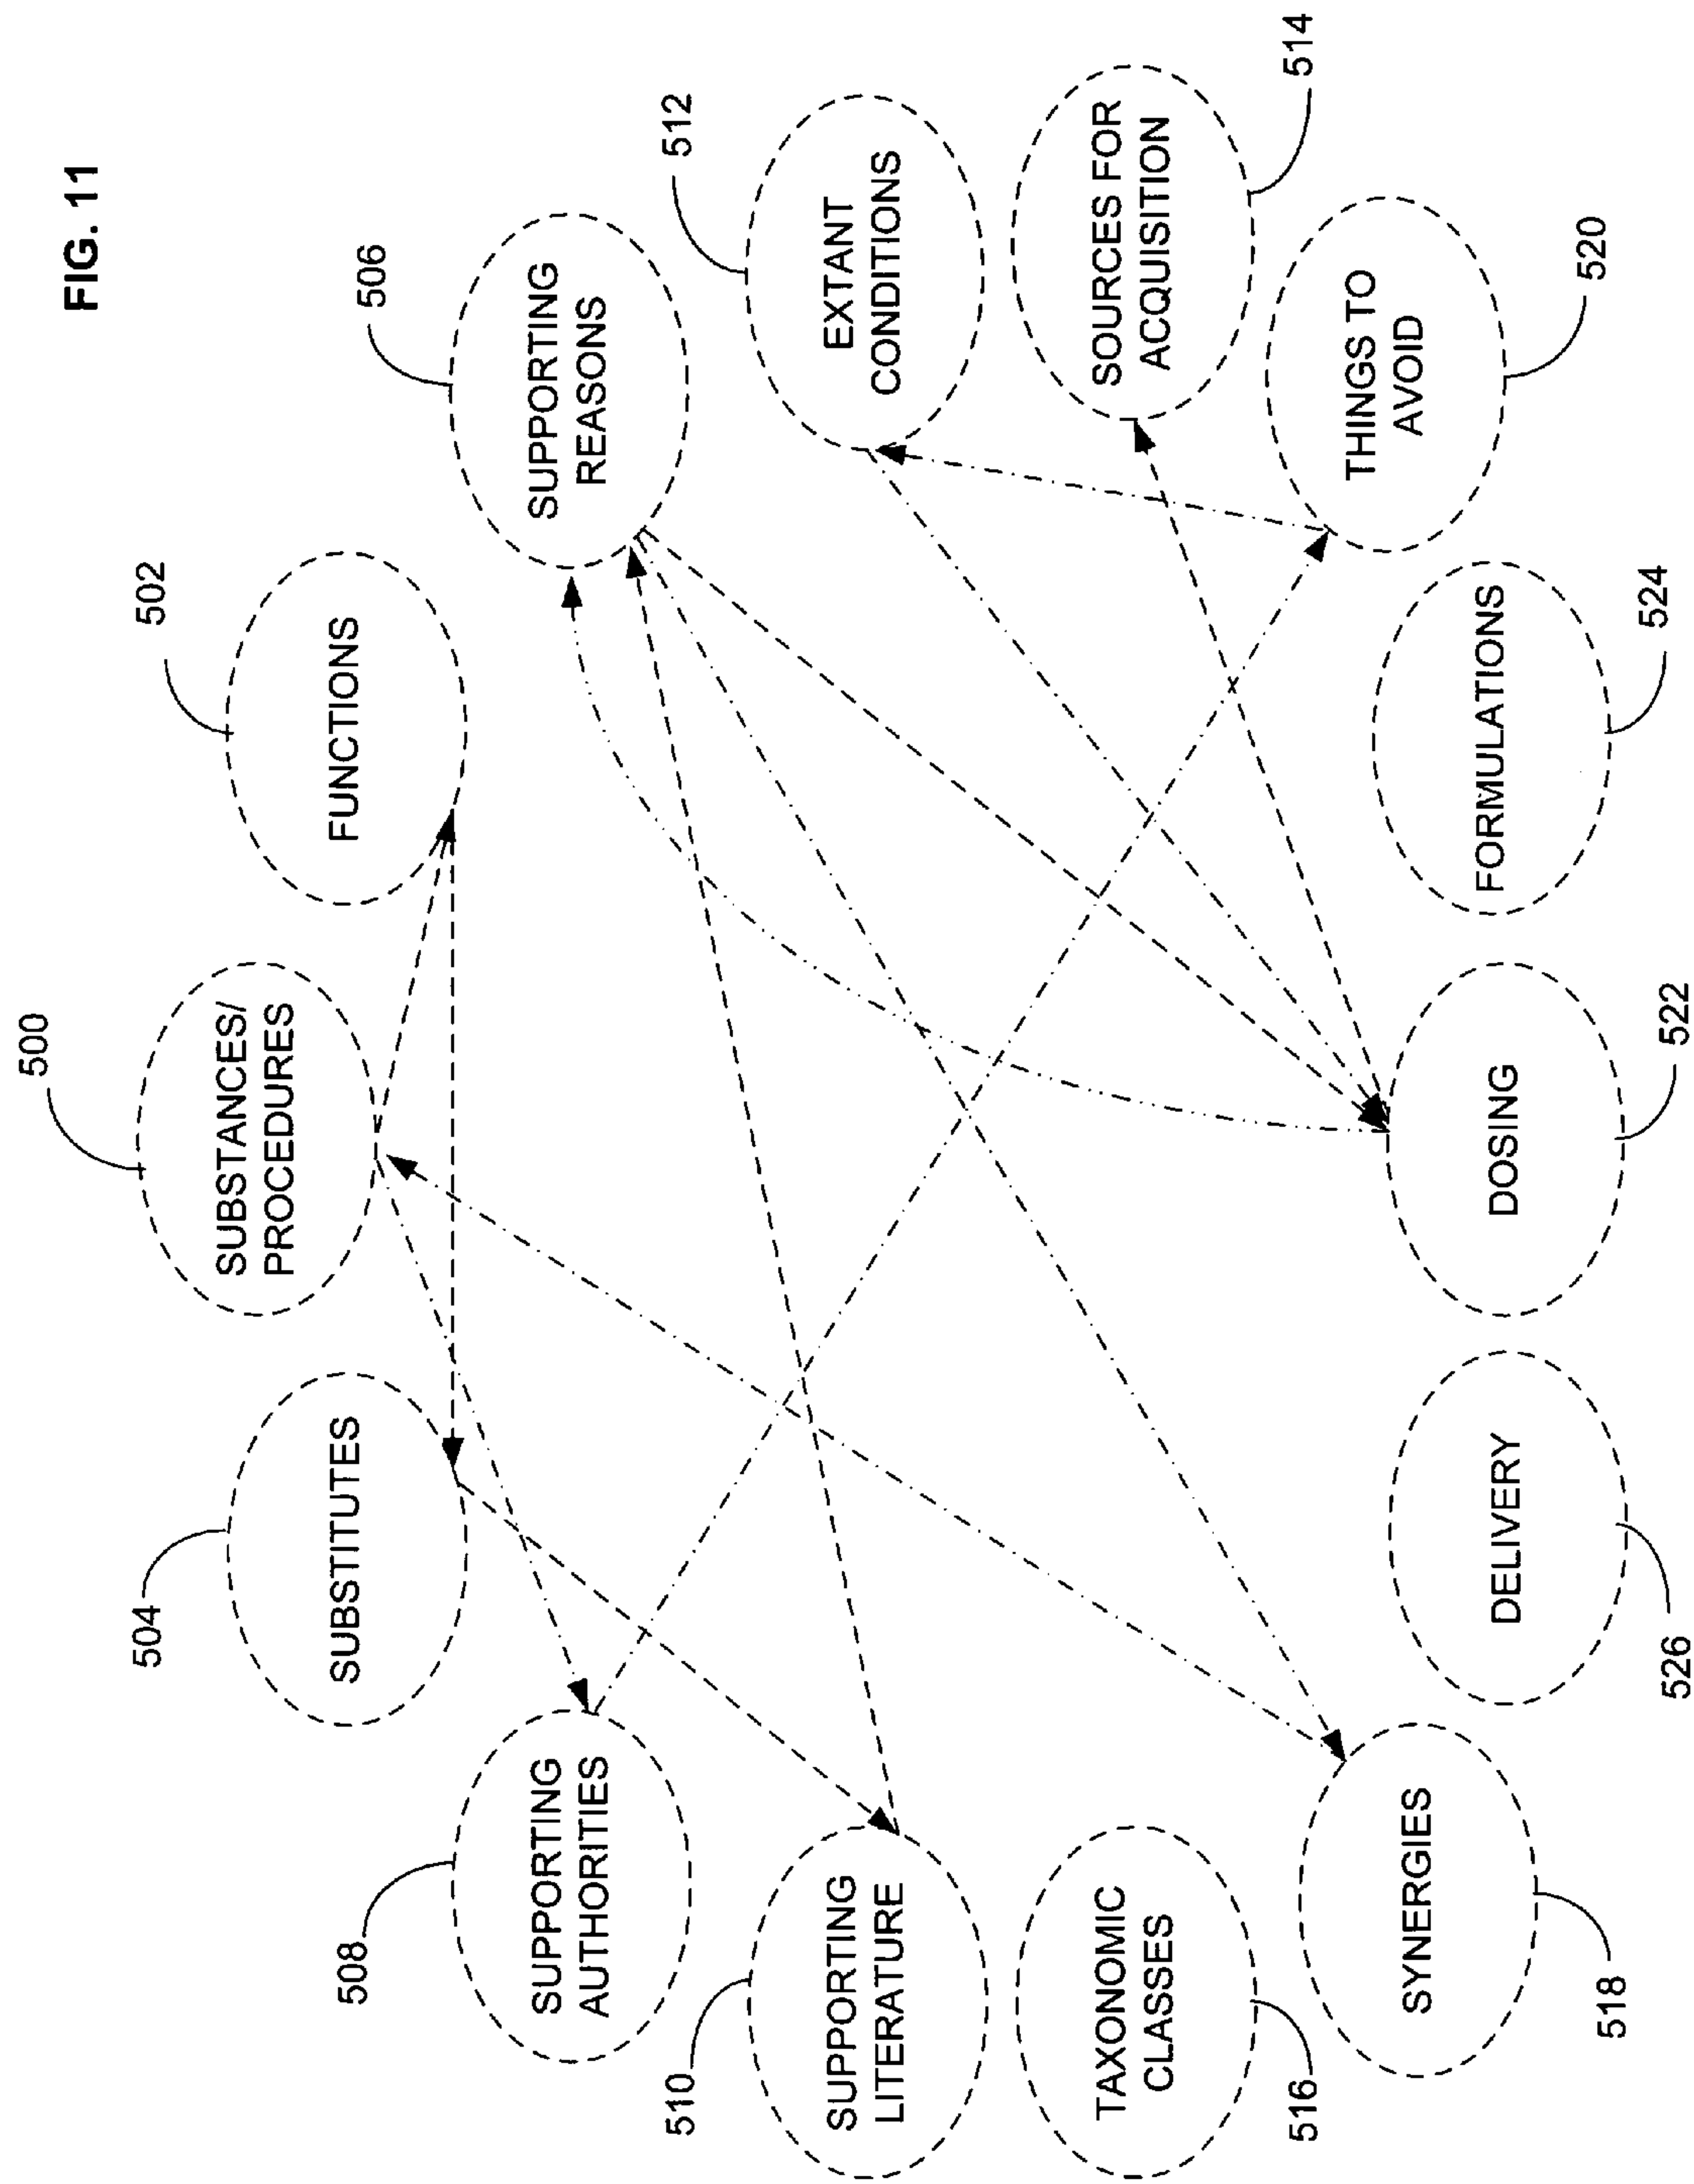 FIG. 11
500
SUBSTANCES/
PROCEDURES
502
FUNCTIONS
504
SUBSTITUTES
506
SUPPORTING
REASONS
508
SUPPORTING
AUTHORITIES
510
SUPPORTING
LITERATURE
512
EXTANT
CONDITIONS
514
SOURCES FOR
ACQUISITION
516
TAXONOMIC
CLASSES
518
SYNERGIES
520
THINGS TO
AVOID
522
DOSING
524
FORMULATIONS
526
DELIVERY